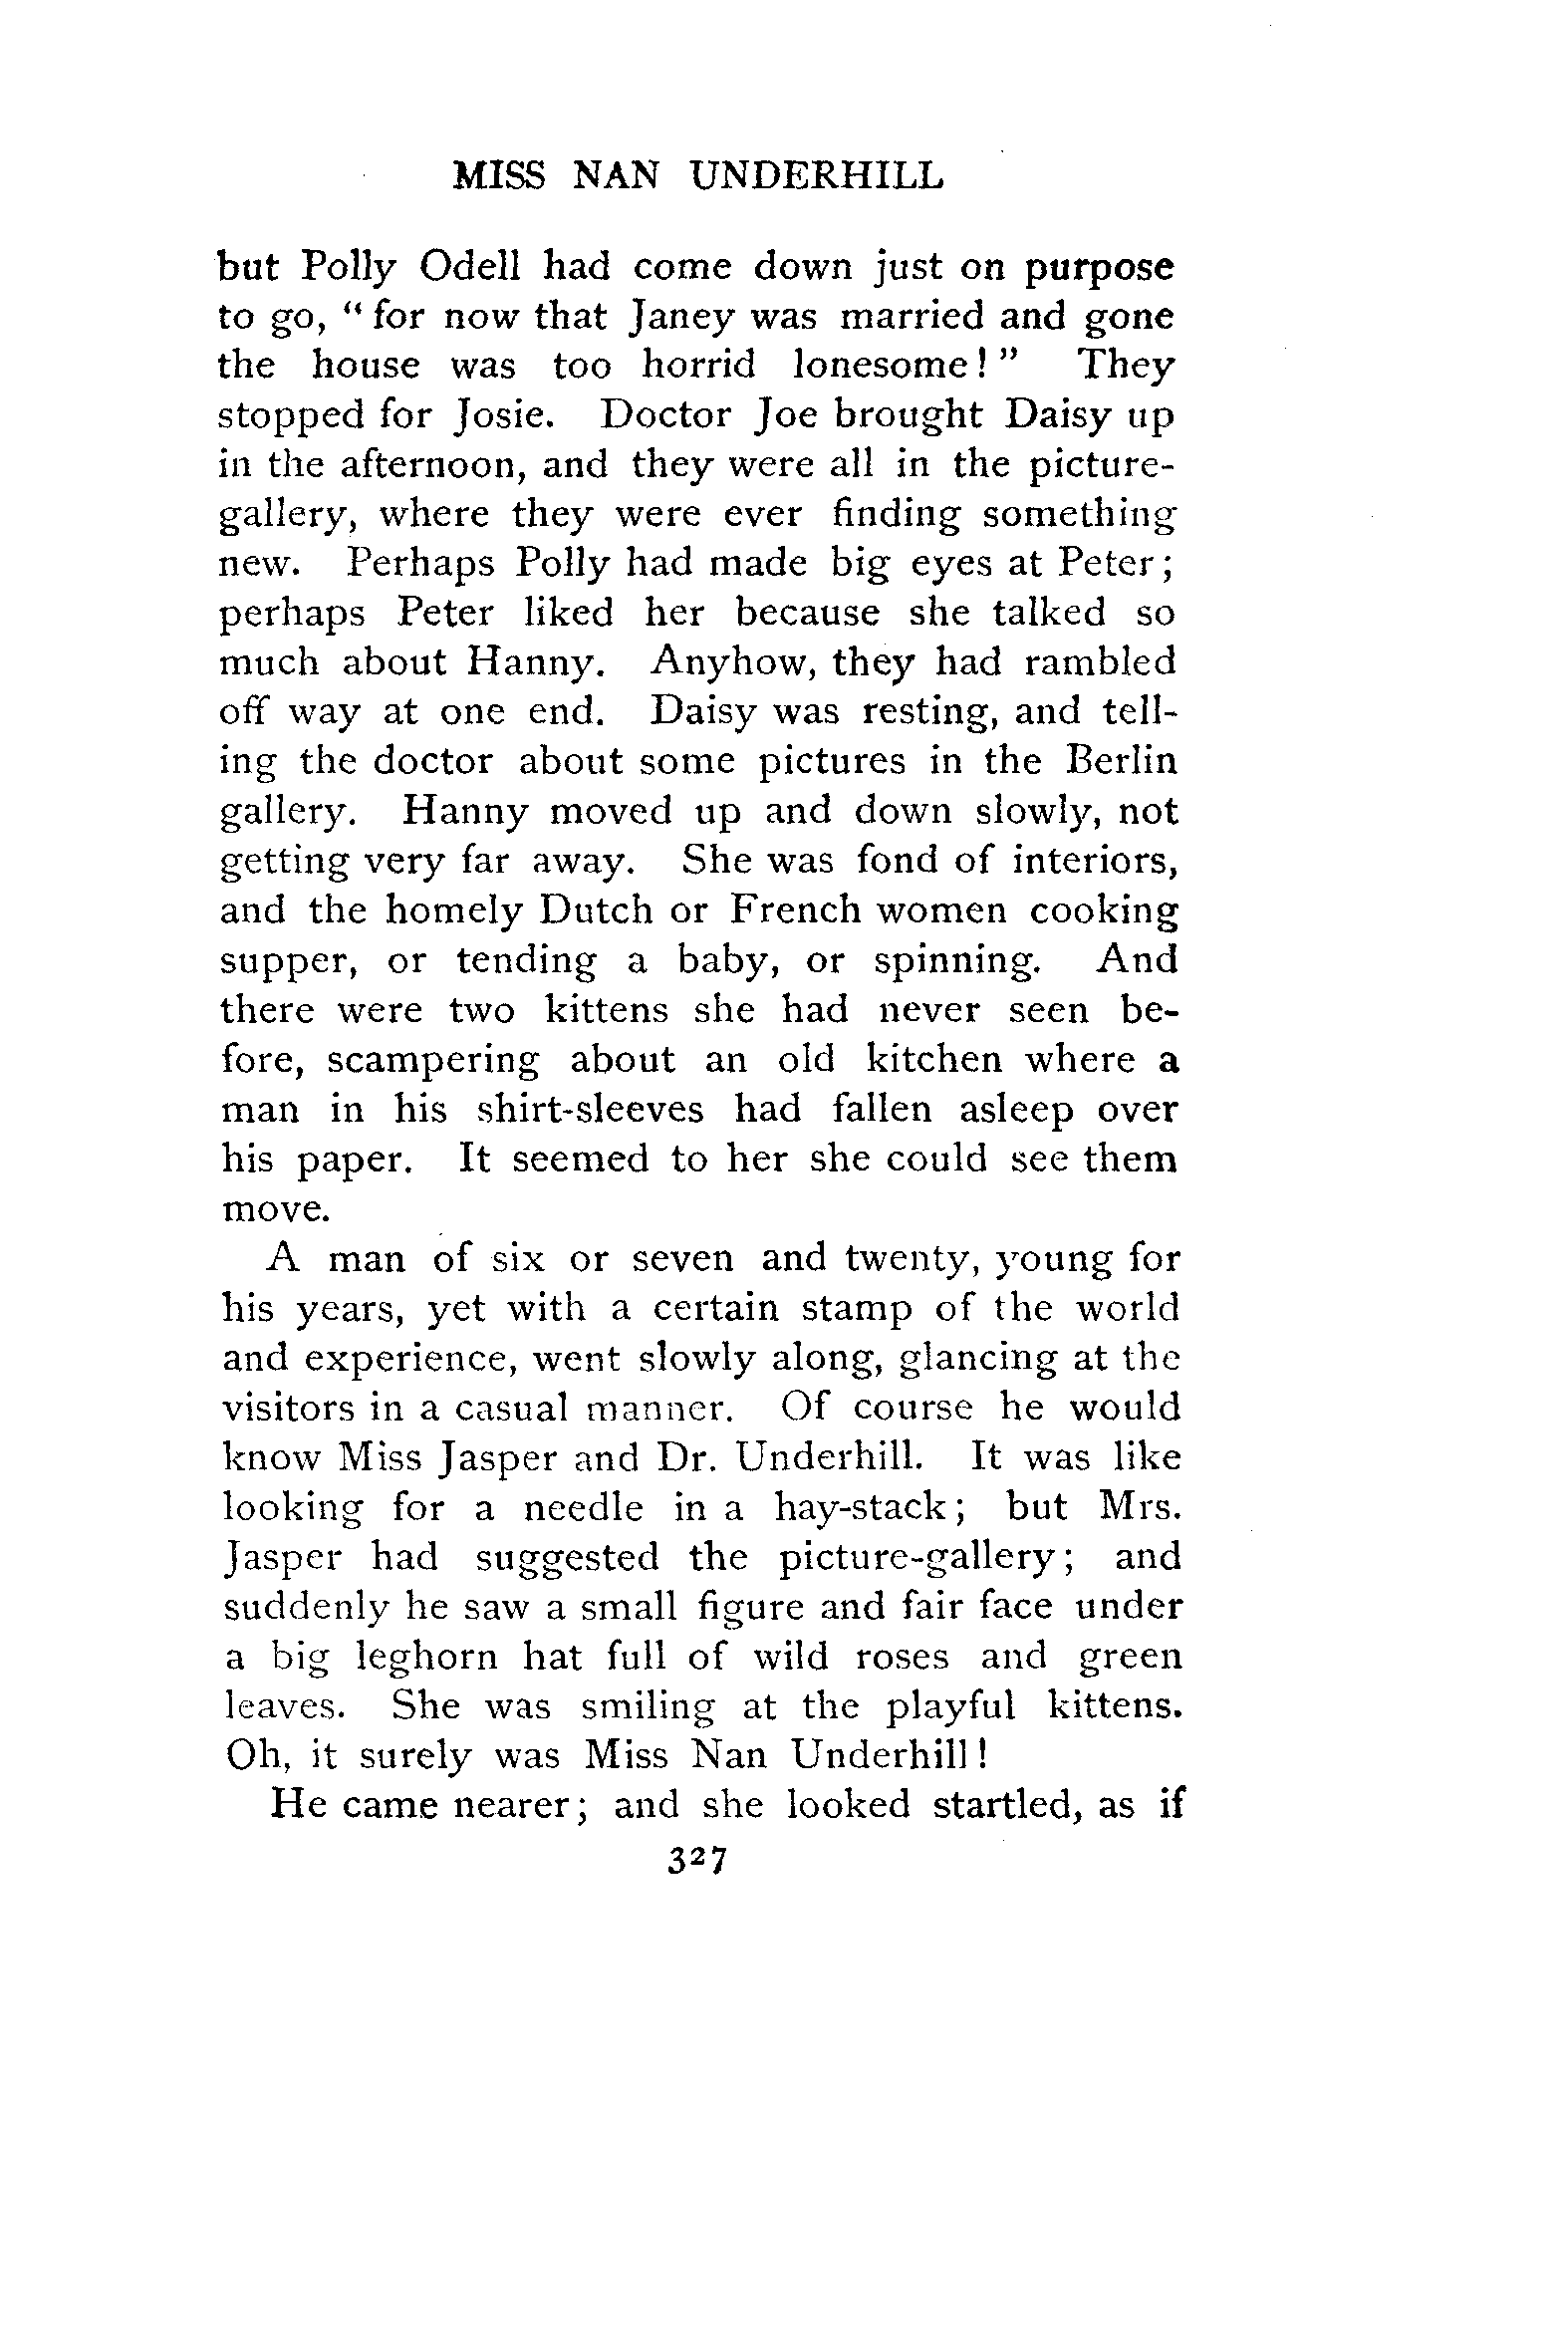 MISS NAN UNDERHILL
but Polly Odell had come down just on purpose
to go, “ for now that Janey was married and gone
the house was too horrid lonesome! ” They
stopped for Josie. Doctor Joe brought Daisy up
in the afternoon, and they were all in the picture-
gallery, where they were ever finding something
new. Perhaps Polly had made big eyes at Peter;
perhaps Peter liked her because she talked so
much about Hanny. Anyhow, they had rambled
off way at one end. Daisy was resting, and tell-
ing the doctor about some pictures in the Berlin
gallery. Hanny moved up and down slowly, not
getting very far away. She was fond of interiors,
and the homely Dutch or French women cooking
supper, or tending a baby, or spinning. And
there were two kittens she had never seen be-
fore, scampering about an old kitchen where a
man in his shirt-sleeves had fallen asleep over
his paper. It seemed to her she could see them
move.
A man of six or seven and twenty, young for
his years, yet with a certain stamp of the world
and experience, went slowly along, glancing at the
visitors in a casual manner. Of course he would
know Miss Jasper and Dr. Underhill. It was like
looking for a needle in a hay-stack; but Mrs.
Jasper had suggested the picture-gallery; and
suddenly he saw a small figure and fair face under
a big leghorn hat full of wild roses and green
leaves. She was smiling at the playful kittens.
Oh, it surely was Miss Nan Underhill!
He came nearer; and she looked startled, as if
327